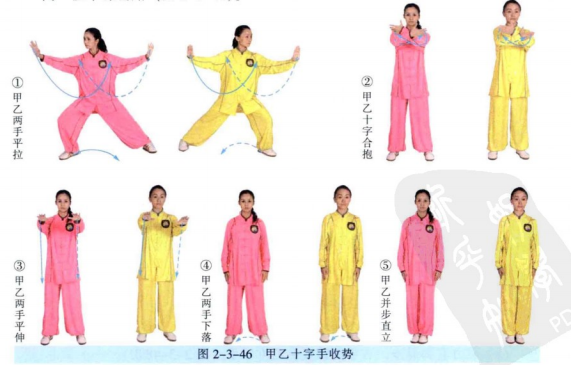 ① 甲乙两手平拉
② 甲乙十字合抱
③ 甲乙两手平伸
④ 甲乙两手下落
⑤ 甲乙并步直立
图 2-3-46 甲乙十字手收势
PD